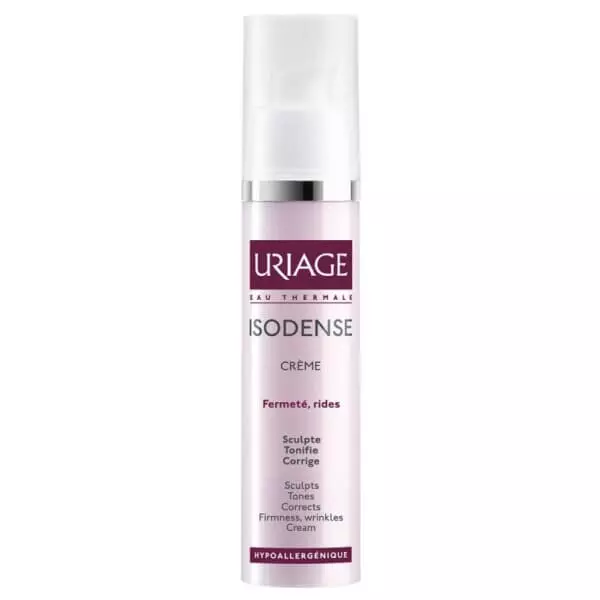 URIAGE
EAU THERMALE
ISODENSE
CRÈME
Fermeté, rides
Sculpte
Tonifie
Corrige
Sculpts
Tones
Corrects
Firmness, wrinkles
Cream
HYPOALLERGÉNIQUE